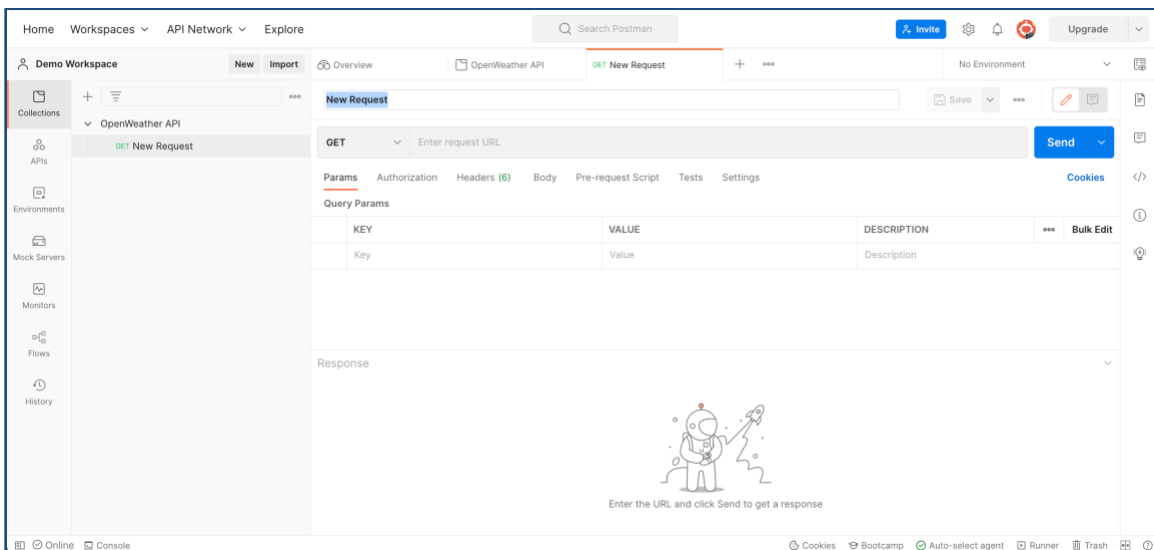 Home Workspaces API Network Explore Search Postman Invite Upgrade
Demo Workspace New Import Overview OpenWeather API GET New Request No Environment
Collections
APIs
Environments
Mock Servers
Monitors
Flows
History
OpenWeather API
GET New Request
New Request Save
GET Enter request URL Send
Params Authorization Headers (6) Body Pre-request Script Tests Settings Cookies
Query Params
KEY VALUE DESCRIPTION Bulk Edit
Key Value Description
Response
Enter the URL and click Send to get a response
Online Console Cookies Bootcamp Auto-select agent Runner Trash